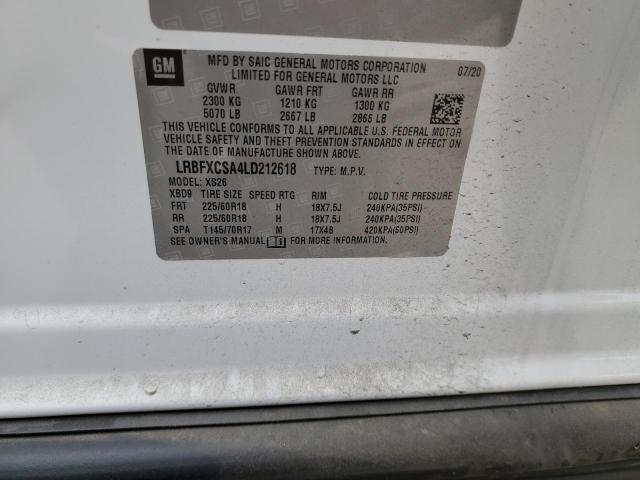 GM
MFD BY SAIC GENERAL MOTORS CORPORATION
LIMITED FOR GENERAL MOTORS LLC
07/20
GVWR GAWR FRT GAWR RR
2300 KG 1210 KG 1300 KG
5070 LB 2667 LB 2866 LB
THIS VEHICLE CONFORMS TO ALL APPLICABLE U.S. FEDERAL MOTOR
VEHICLE SAFETY AND THEFT PREVENTION STANDARDS IN EFFECT ON
THE DATE OF MANUFACTURE SHOWN ABOVE.
LRBFXCSA4LD212618 TYPE: M.P.V.
MODEL: XS26
XBD9 TIRE SIZE SPEED RTG RIM COLD TIRE PRESSURE
FRT 225/60R18 H 18X7.5J 240KPA(35PSI)
RR 225/60R18 H 18X7.5J 240KPA(35PSI)
SPA T145/70R17 M 17X4B 420KPA(60PSI)
SEE OWNER'S MANUAL FOR MORE INFORMATION.